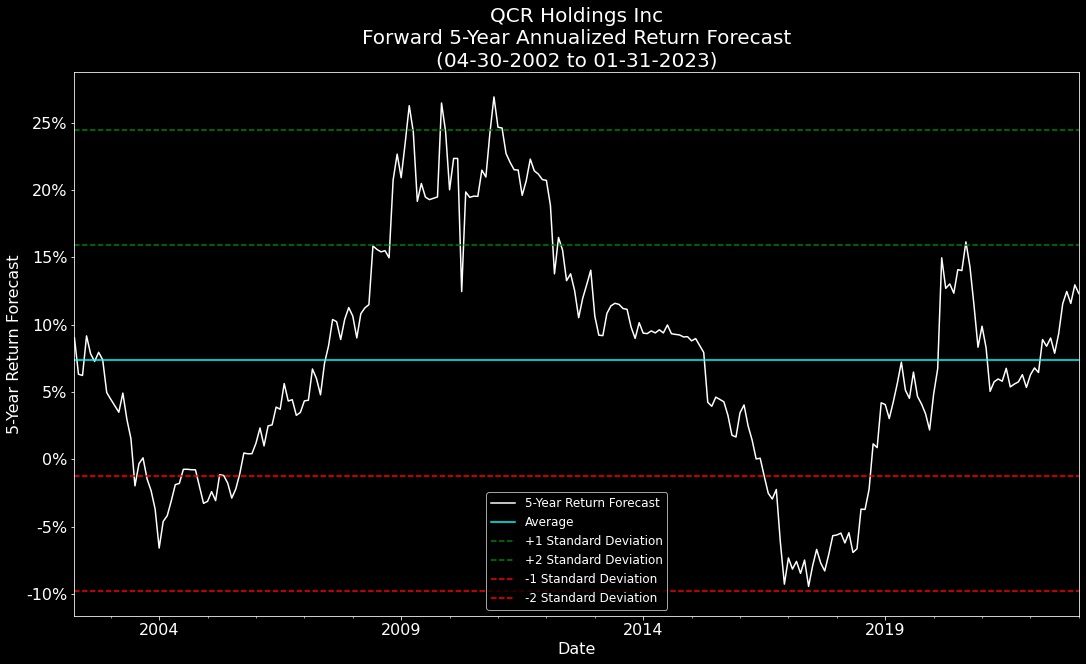 QCR Holdings Inc
Forward 5-Year Annualized Return Forecast
(04-30-2002 to 01-31-2023)
25%
20%
15%
10%
5%
0%
-5%
-10%
5-Year Return Forecast
5-Year Return Forecast
Average
+1 Standard Deviation
+2 Standard Deviation
-1 Standard Deviation
-2 Standard Deviation
2004 2009 2014 2019
Date